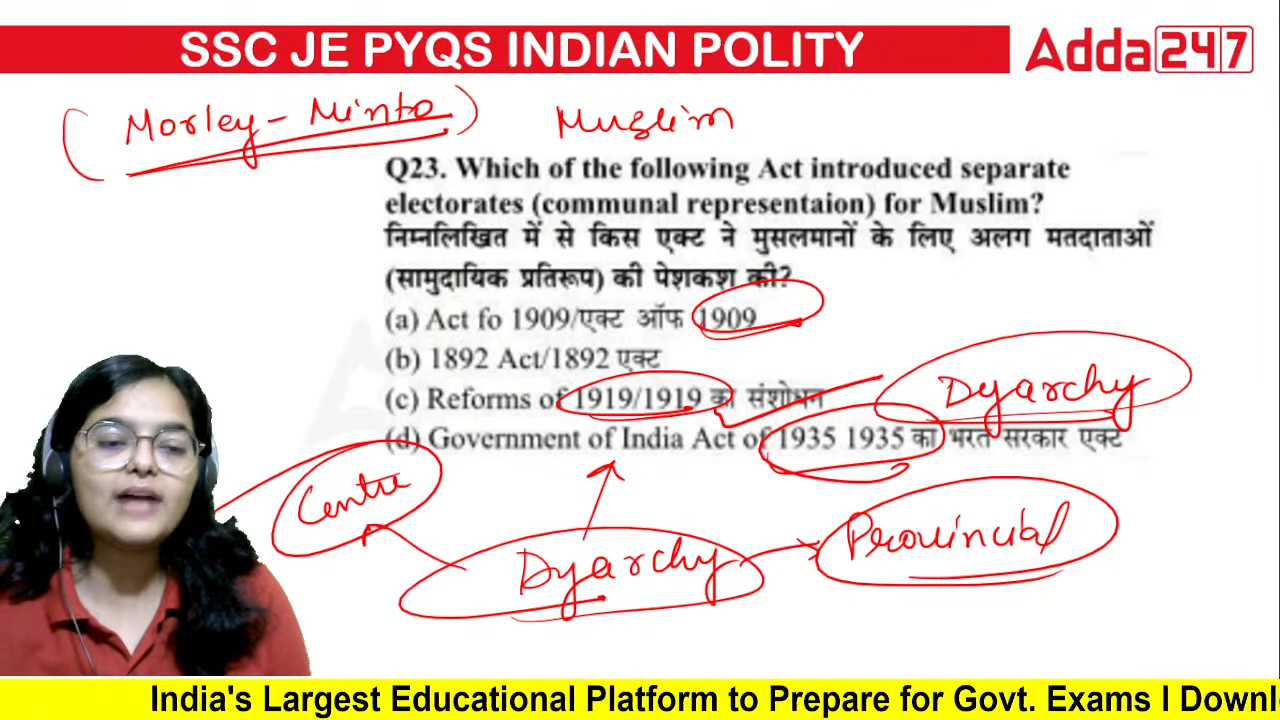 SSC JE PYQS INDIAN POLITY
Adda247
(Morley-Minto)
Muslim
Q23. Which of the following Act introduced separate
electorates (communal representaion) for Muslim?
निम्नलिखित में से किस एक्ट ने मुसलमानों के लिए अलग मतदाताओं
(सामुदायिक प्रतिरूप) की पेशकश की?
(a) Act fo 1909/एक्ट ऑफ 1909
(b) 1892 Act/1892 एक्ट
(c) Reforms of 1919/1919 का संशोधन
Dyarchy
(d) Government of India Act of 1935 1935 का भरत सरकार एक्ट
Centre
Dyarchy
Provincial
India's Largest Educational Platform to Prepare for Govt. Exams I Downl